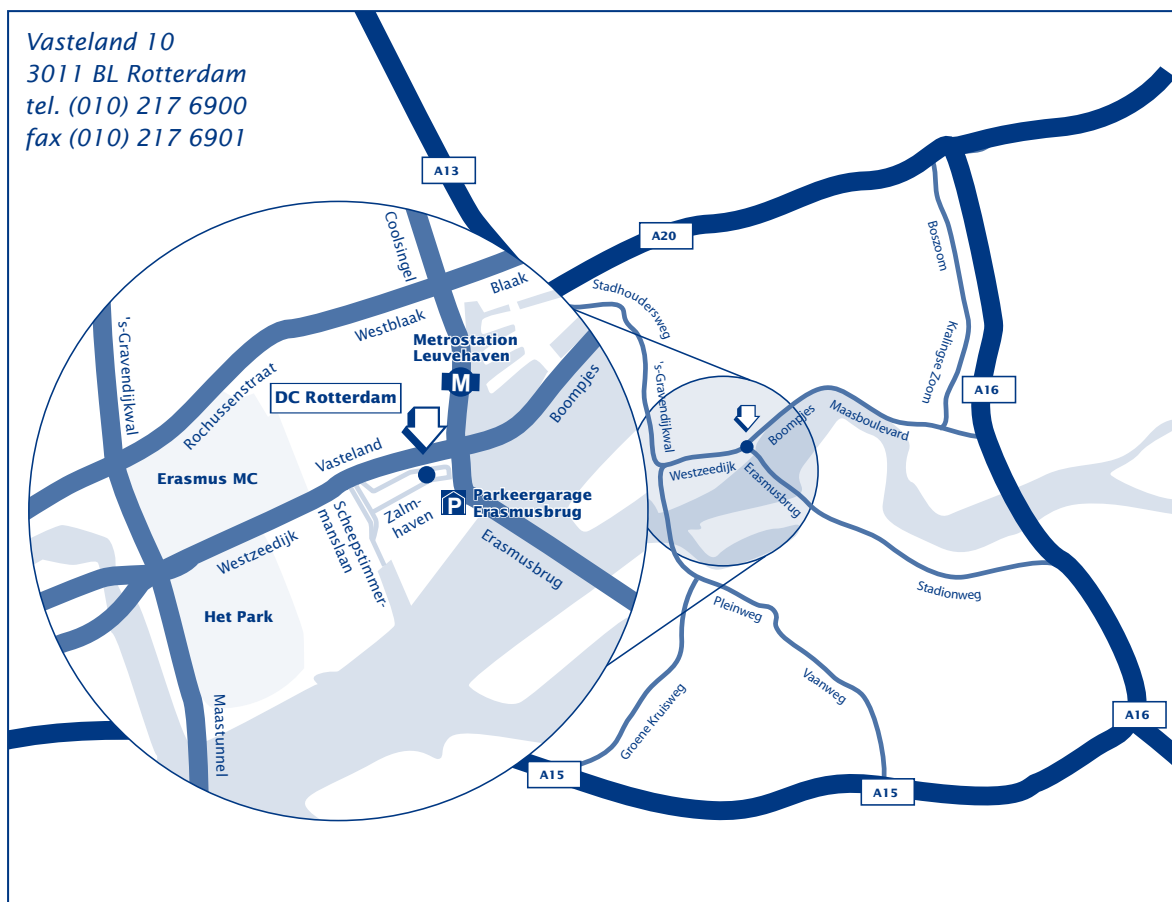 Vasteland 10
3011 BL Rotterdam
tel. (010) 217 6900
fax (010) 217 6901
A13
A20
A16
A16
A15
A15
Coolsingel
Blaak
Westblaak
's-Gravendijkwal
Rochussenstraat
Metrostation
Leuvehaven
M
DC Rotterdam
Boompjes
Vasteland
Erasmus MC
Parkeergarage
Erasmusbrug
P
Zalm-
haven
Scheepstimmer-
manslaan
Westzeedijk
Erasmusbrug
Het Park
Maastunnel
Stadhoudersweg
's-Gravendijkwal
Westzeedijk
Boompjes
Maasboulevard
Erasmusbrug
Boszoom
Kralingse Zoom
Stadionweg
Pleinweg
Vaanweg
Groene Kruisweg